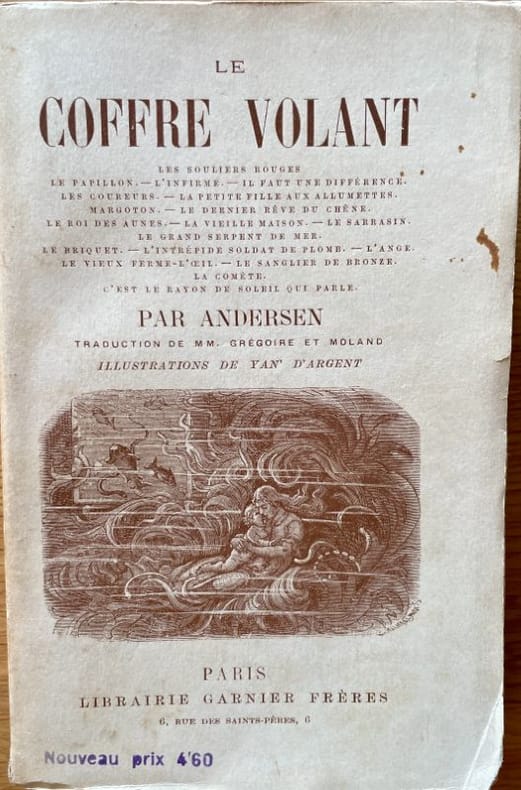 LE
COFFRE VOLANT
LES SOULIERS ROUGES
LE PAPILLON. — L'INFIRME. — IL FAUT UNE DIFFÉRENCE.
LES COUREURS. — LA PETITE FILLE AUX ALLUMETTES.
MARGOTON. — LE DERNIER RÊVE DU CHÊNE.
LE ROI DES AUNES. — LA VIEILLE MAISON. — LE SARRASIN.
LE GRAND SERPENT DE MER.
LE BRIQUET. — L'INTRÉPIDE SOLDAT DE PLOMB. — L'ANGE.
LE VIEUX FERME-L'ŒIL. — LE SANGLIER DE BRONZE.
LA COMÈTE.
C'EST LE RAYON DE SOLEIL QUI PARLE.
PAR ANDERSEN
TRADUCTION DE MM. GRÉGOIRE ET MOLAND
ILLUSTRATIONS DE YAN' D'ARGENT
PARIS
LIBRAIRIE GARNIER FRÈRES
6, RUE DES SAINTS-PÈRES, 6
Nouveau prix 4'60